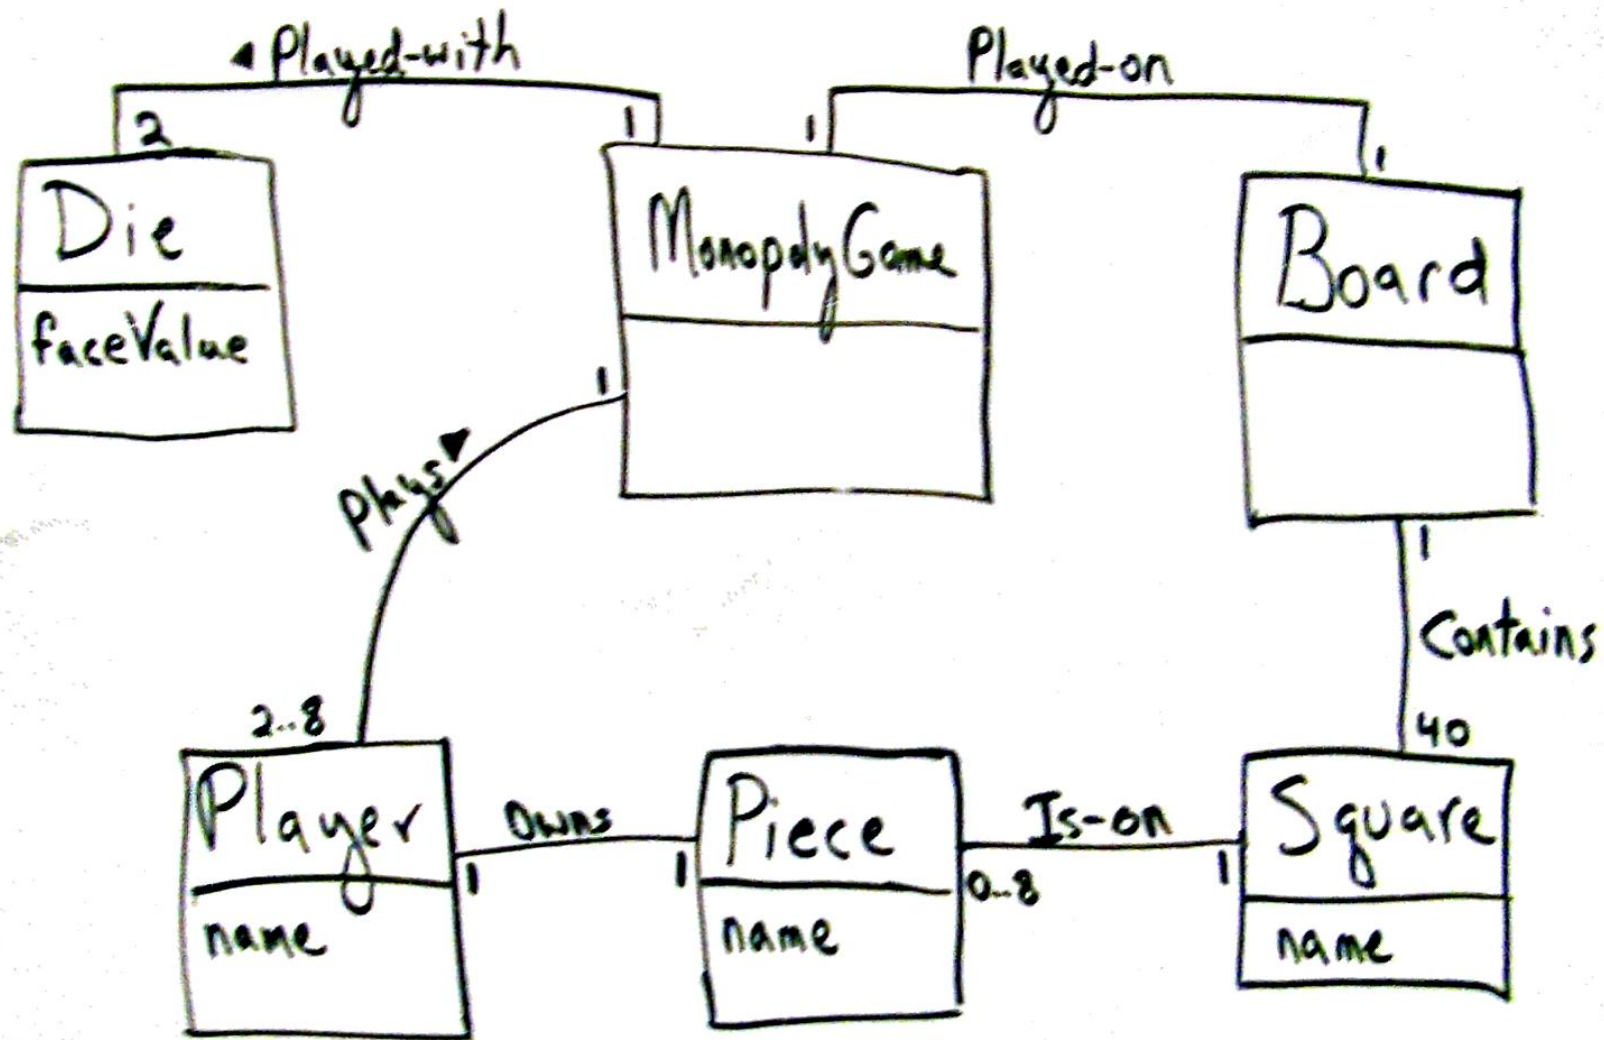 ◄ Played-with
Played-on
2
1
1
1
Die
faceValue
MonopolyGame
Board
1
Plays ►
1
Contains
2..8
40
Player
name
Owns
1
1
Piece
name
Is-on
0..8
1
Square
name